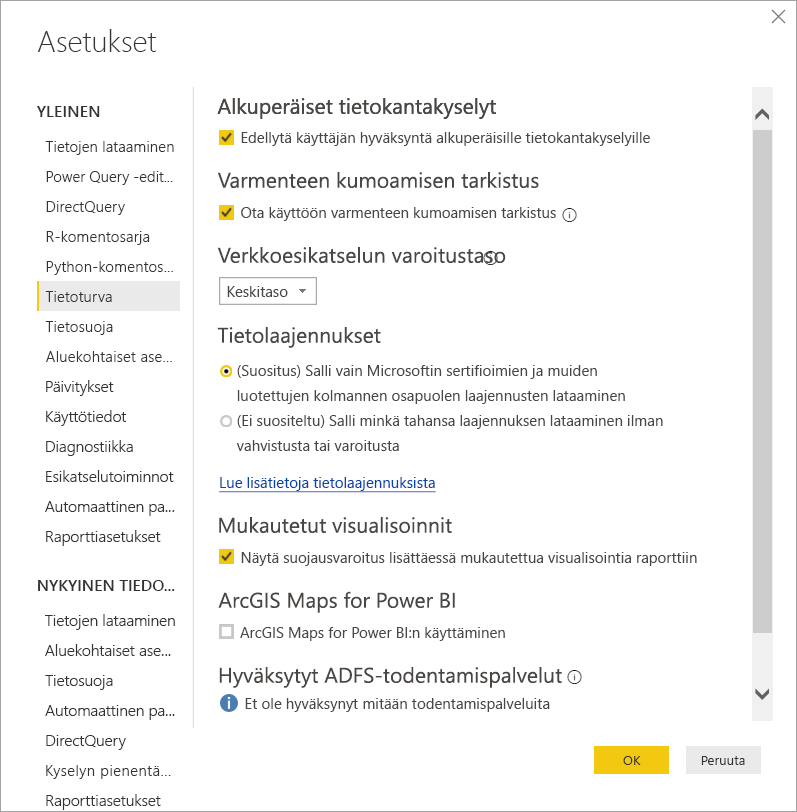 Asetukset
YLEINEN
Tietojen lataaminen
Power Query -edit...
DirectQuery
R-komentosarja
Python-komentos...
Tietoturva
Tietosuoja
Aluekohtaiset ase...
Päivitykset
Käyttötiedot
Diagnostiikka
Esikatselutoiminnot
Automaattinen pa...
Raporttiasetukset
NYKYINEN TIEDO...
Tietojen lataaminen
Aluekohtaiset ase...
Tietosuoja
Automaattinen pa...
DirectQuery
Kyselyn pienentä...
Raporttiasetukset
Alkuperäiset tietokantakyselyt
Edellytä käyttäjän hyväksyntä alkuperäisille tietokantakyselyille
Varmenteen kumoamisen tarkistus
Ota käyttöön varmenteen kumoamisen tarkistus
Verkkoesikatselun varoitustaso
Keskitaso
Tietolaajennukset
(Suositus) Salli vain Microsoftin sertifioimien ja muiden
luotettujen kolmannen osapuolen laajennusten lataaminen
(Ei suositeltu) Salli minkä tahansa laajennuksen lataaminen ilman
vahvistusta tai varoitusta
Lue lisätietoja tietolaajennuksista
Mukautetut visualisoinnit
Näytä suojausvaroitus lisättäessä mukautettua visualisointia raporttiin
ArcGIS Maps for Power BI
ArcGIS Maps for Power BI:n käyttäminen
Hyväksytyt ADFS-todentamispalvelut
Et ole hyväksynyt mitään todentamispalveluita
OK
Peruuta